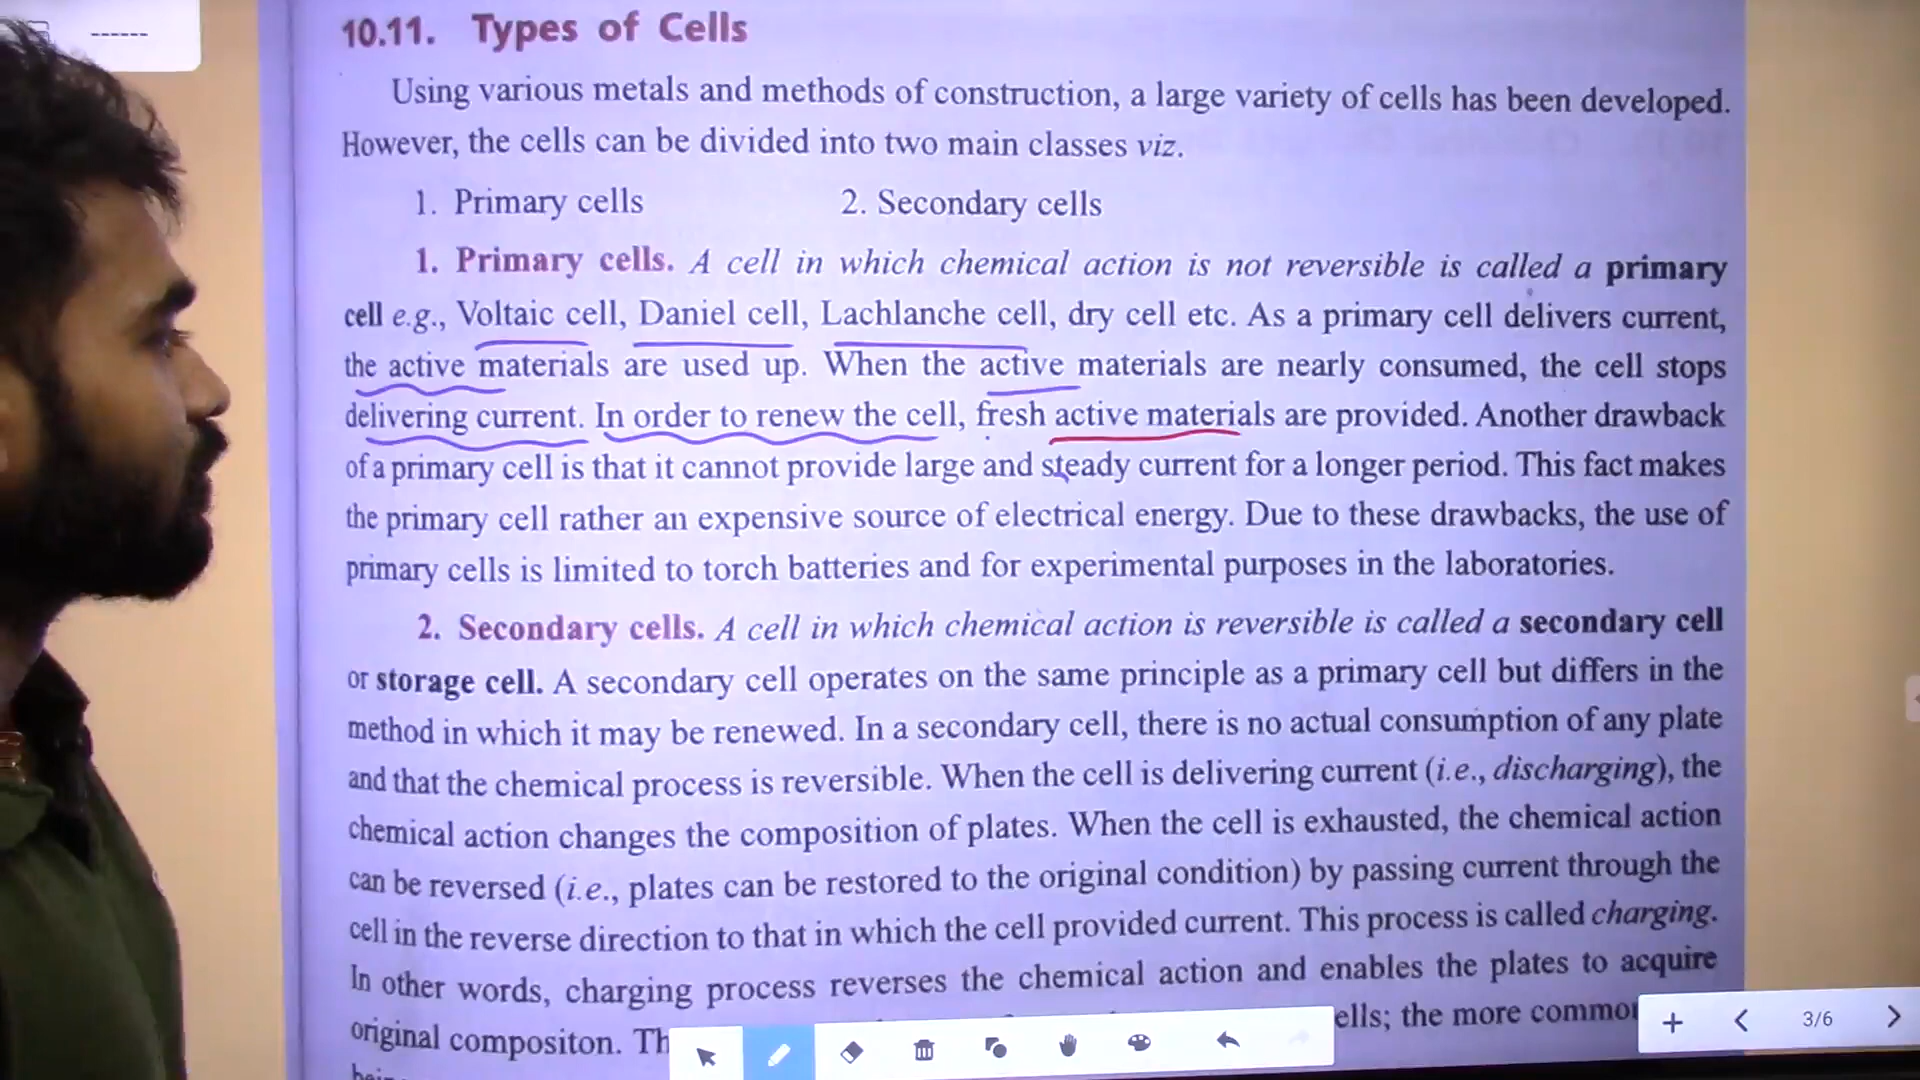 ------
10.11. Types of Cells
Using various metals and methods of construction, a large variety of cells has been developed.
However, the cells can be divided into two main classes viz.
1. Primary cells 2. Secondary cells
1. Primary cells. A cell in which chemical action is not reversible is called a primary
cell e.g., Voltaic cell, Daniel cell, Lachlanche cell, dry cell etc. As a primary cell delivers current,
the active materials are used up. When the active materials are nearly consumed, the cell stops
delivering current. In order to renew the cell, fresh active materials are provided. Another drawback
of a primary cell is that it cannot provide large and steady current for a longer period. This fact makes
the primary cell rather an expensive source of electrical energy. Due to these drawbacks, the use of
primary cells is limited to torch batteries and for experimental purposes in the laboratories.
2. Secondary cells. A cell in which chemical action is reversible is called a secondary cell
or storage cell. A secondary cell operates on the same principle as a primary cell but differs in the
method in which it may be renewed. In a secondary cell, there is no actual consumption of any plate
and that the chemical process is reversible. When the cell is delivering current (i.e., discharging), the
chemical action changes the composition of plates. When the cell is exhausted, the chemical action
can be reversed (i.e., plates can be restored to the original condition) by passing current through the
cell in the reverse direction to that in which the cell provided current. This process is called charging.
In other words, charging process reverses the chemical action and enables the plates to acquire
original compositon. Th ells; the more commo
3/6